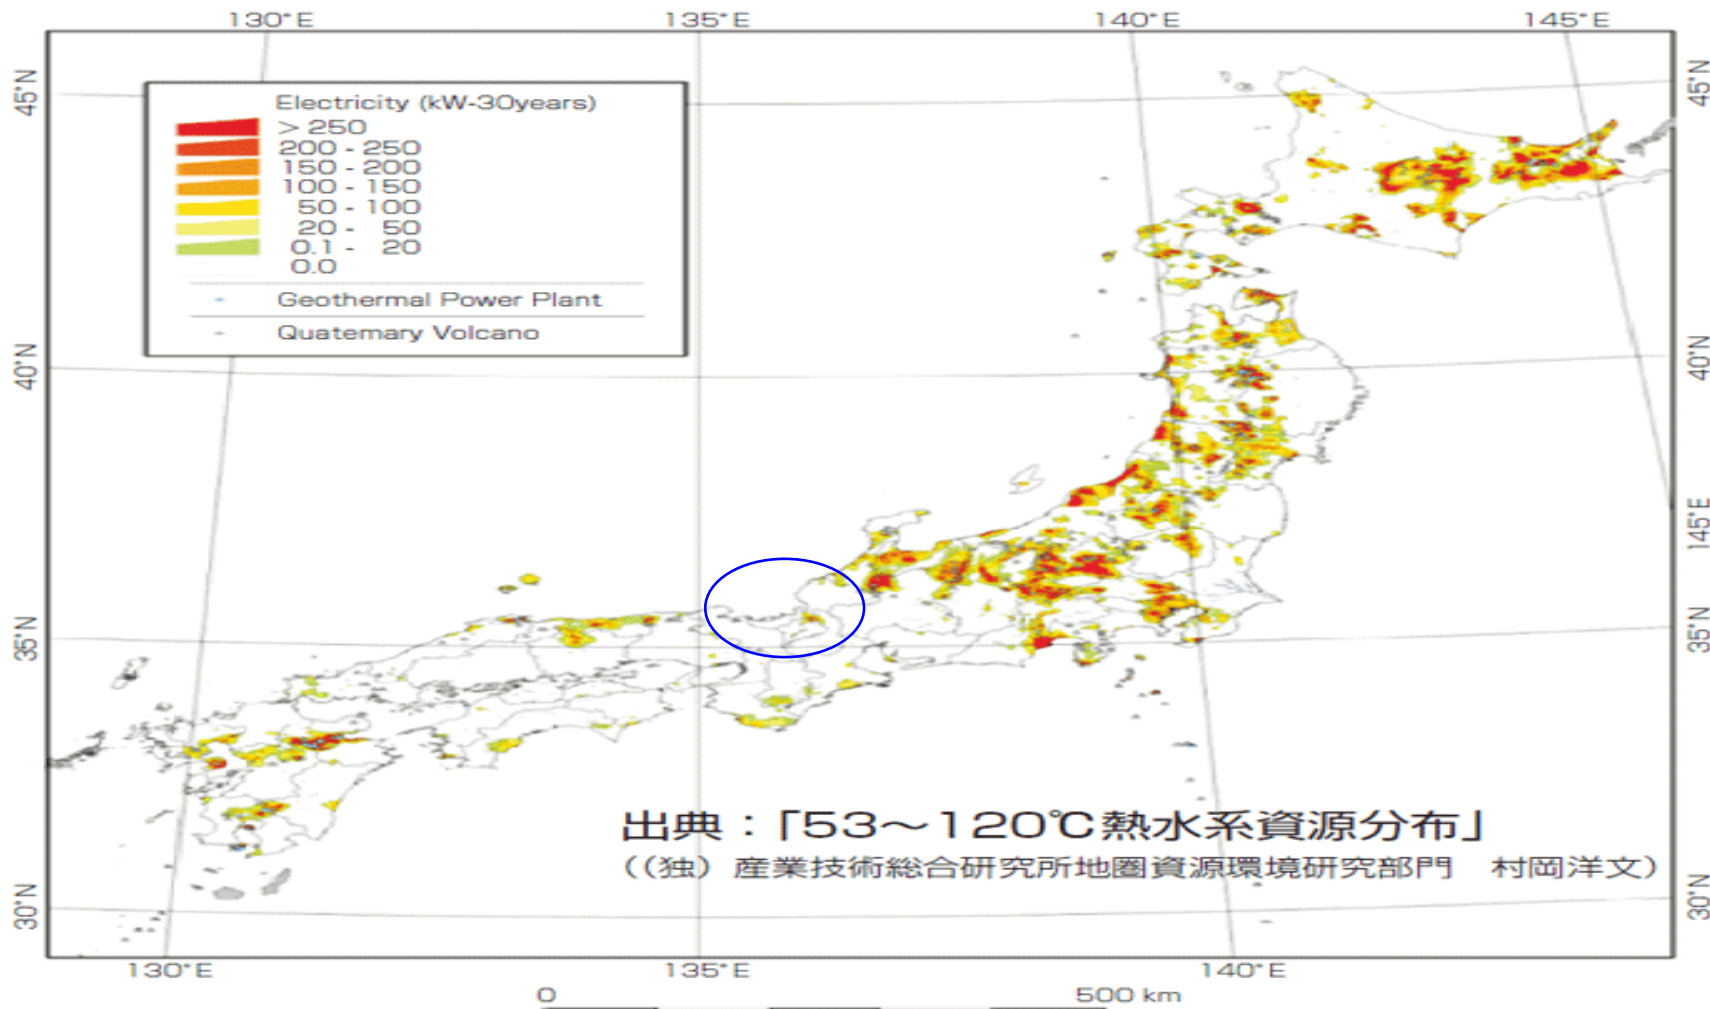 130°E 135°E 140°E 145°E
45°N 45°N
Electricity (kW-30years)
> 250
200 - 250
150 - 200
100 - 150
50 - 100
20 - 50
0.1 - 20
0.0
Geothermal Power Plant
Quaternary Volcano
40°N 40°N
145°E
35°N 35°N
出典：「53～120℃熱水系資源分布」
（(独）産業技術総合研究所地圏資源環境研究部門　村岡洋文）
30°N 30°N
130°E 135°E 140°E
0 500 km